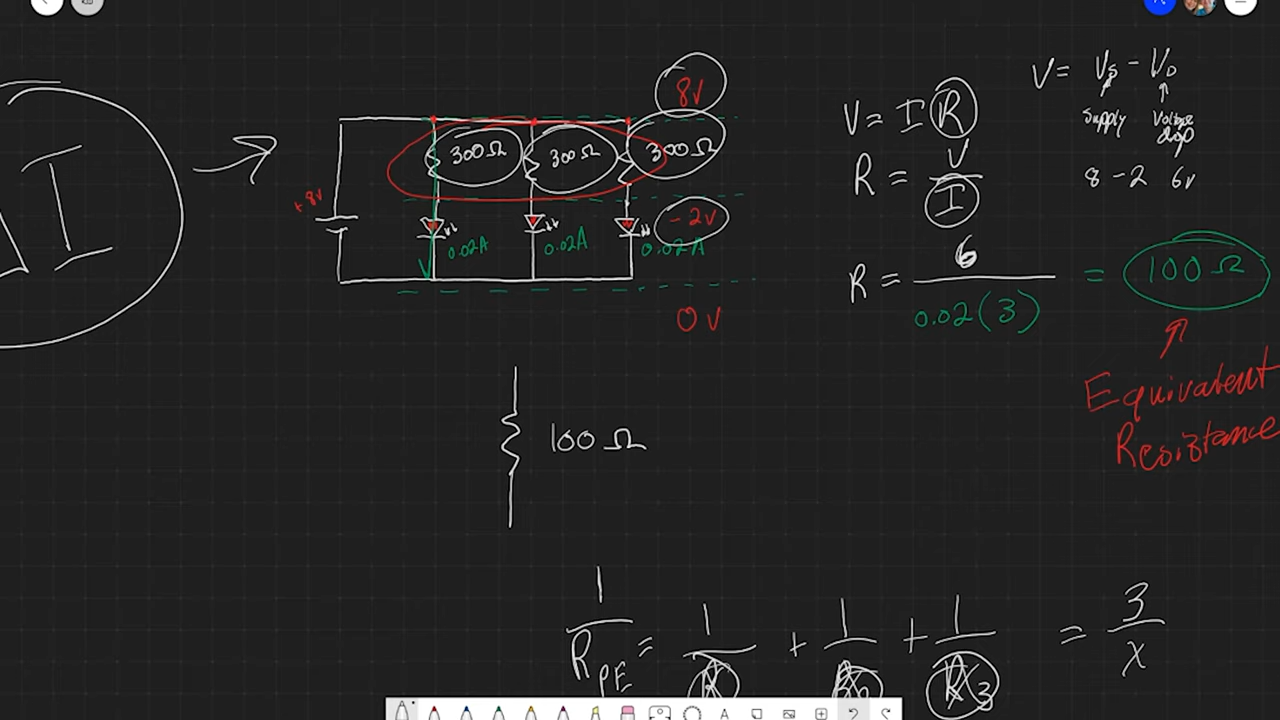 I
+8v
300Ω 300Ω 300Ω
8v
-2v
0.02A 0.02A 0.02A
0v
V = IR
R = V/I
V = Vs - VD
Supply Voltage drop
8 - 2 6v
R = 6/0.02(3) = 100Ω
Equivalent
Resistance
100Ω
1/RPE = 1/ + 1/ + 1/ = 3/x